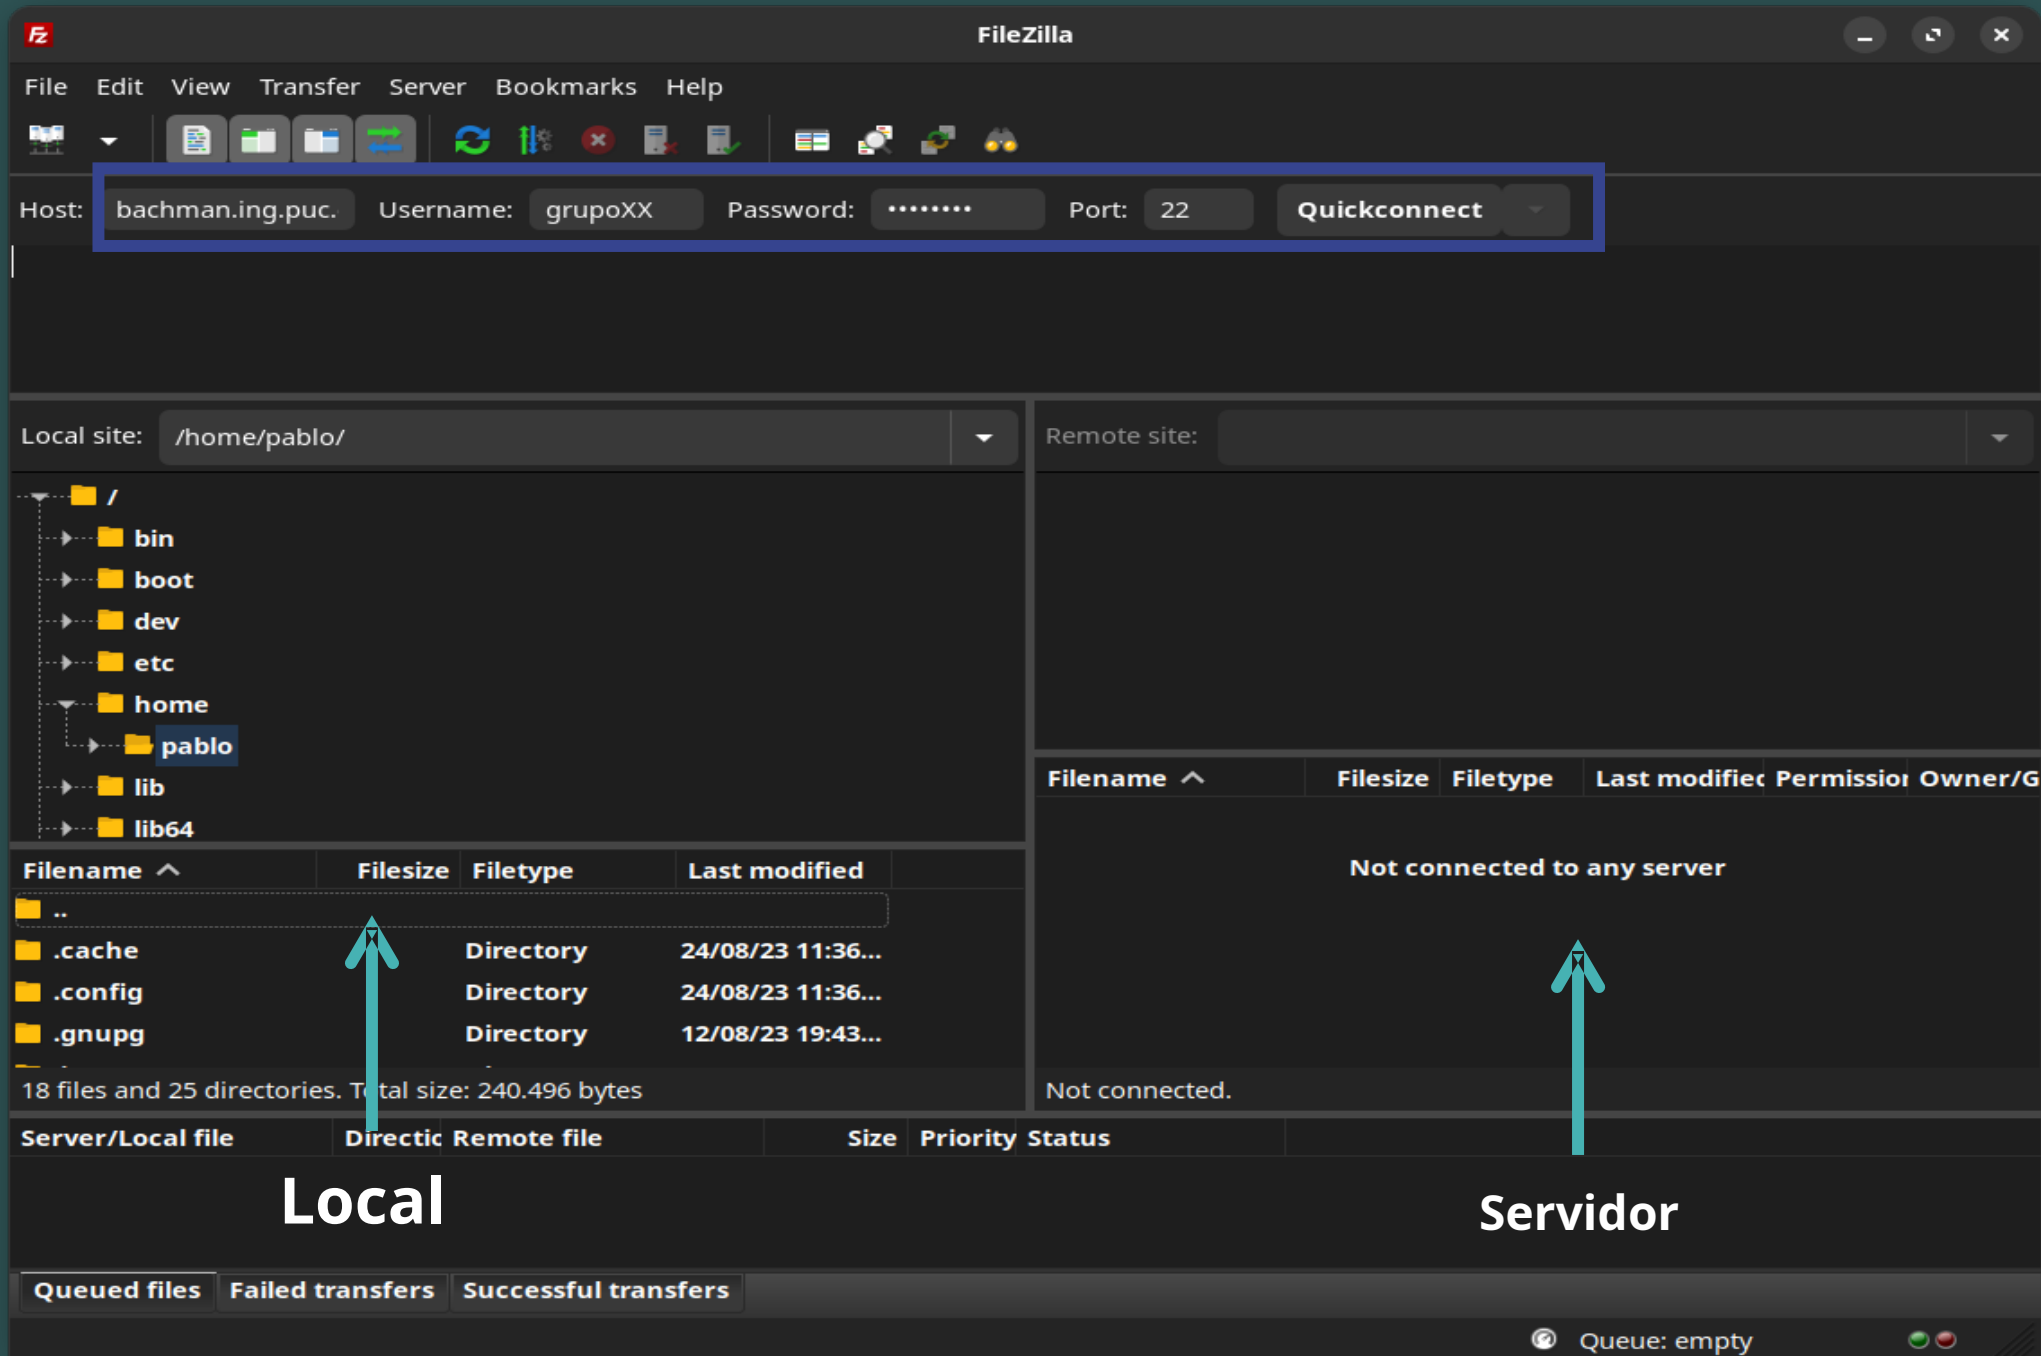 FileZilla
File Edit View Transfer Server Bookmarks Help
Host: bachman.ing.puc. Username: grupoXX Password: •••••••• Port: 22 Quickconnect
Local site: /home/pablo/
Remote site:
/
bin
boot
dev
etc
home
pablo
lib
lib64
Filename Filesize Filetype Last modified
..
.cache Directory 24/08/23 11:36...
.config Directory 24/08/23 11:36...
.gnupg Directory 12/08/23 19:43...
18 files and 25 directories. Total size: 240.496 bytes
Filename Filesize Filetype Last modified Permission Owner/G
Not connected to any server
Not connected.
Server/Local file Directic Remote file Size Priority Status
Local
Servidor
Queued files Failed transfers Successful transfers
Queue: empty